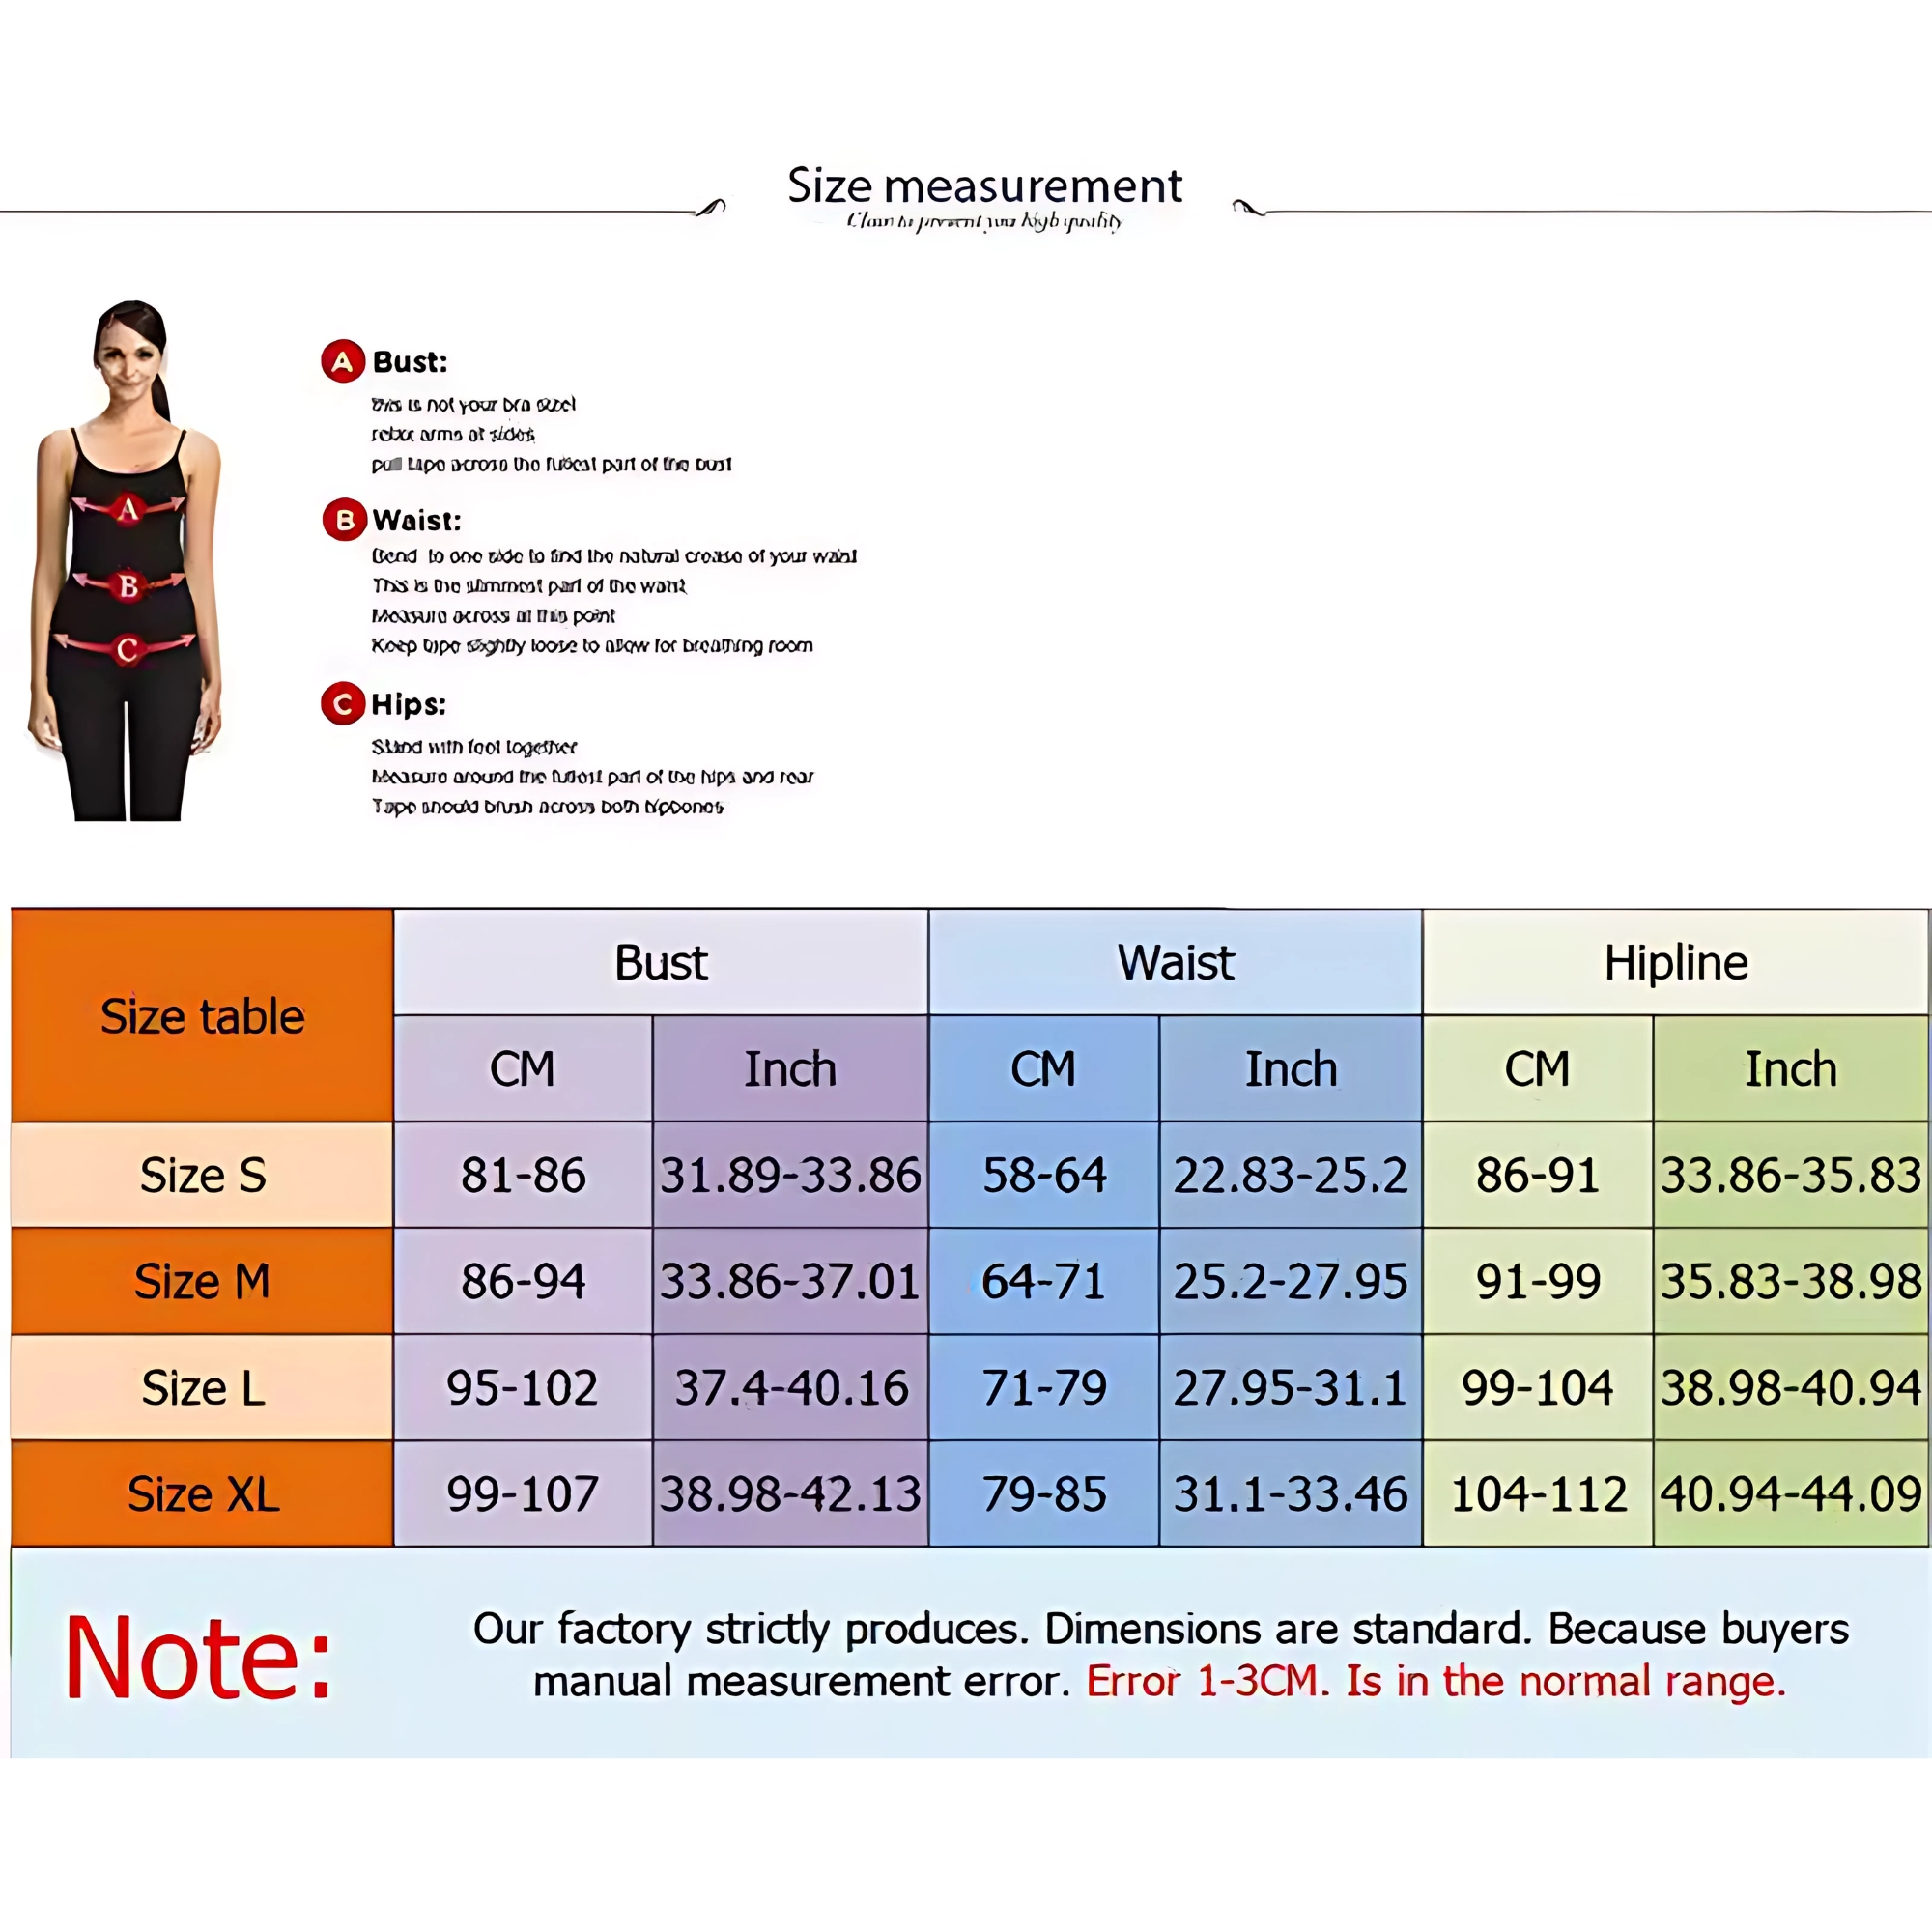 Size measurement
A Bust:
this is not your bra size!
relax arms at sides
pull tape across the fullest part of the bust
B Waist:
Bend to one side to find the natural crease of your waist
This is the slimmest part of the waist
Measure across at this point
Keep tape slightly loose to allow for breathing room
C Hips:
Stand with feet together
Measure around the fullest part of the hips and rear
Tape should brush across both hipbones
A
B
C
Size table Bust Waist Hipline
CM Inch CM Inch CM Inch
Size S 81-86 31.89-33.86 58-64 22.83-25.2 86-91 33.86-35.83
Size M 86-94 33.86-37.01 64-71 25.2-27.95 91-99 35.83-38.98
Size L 95-102 37.4-40.16 71-79 27.95-31.1 99-104 38.98-40.94
Size XL 99-107 38.98-42.13 79-85 31.1-33.46 104-112 40.94-44.09
Note: Our factory strictly produces. Dimensions are standard. Because buyers
manual measurement error. Error 1-3CM. Is in the normal range.